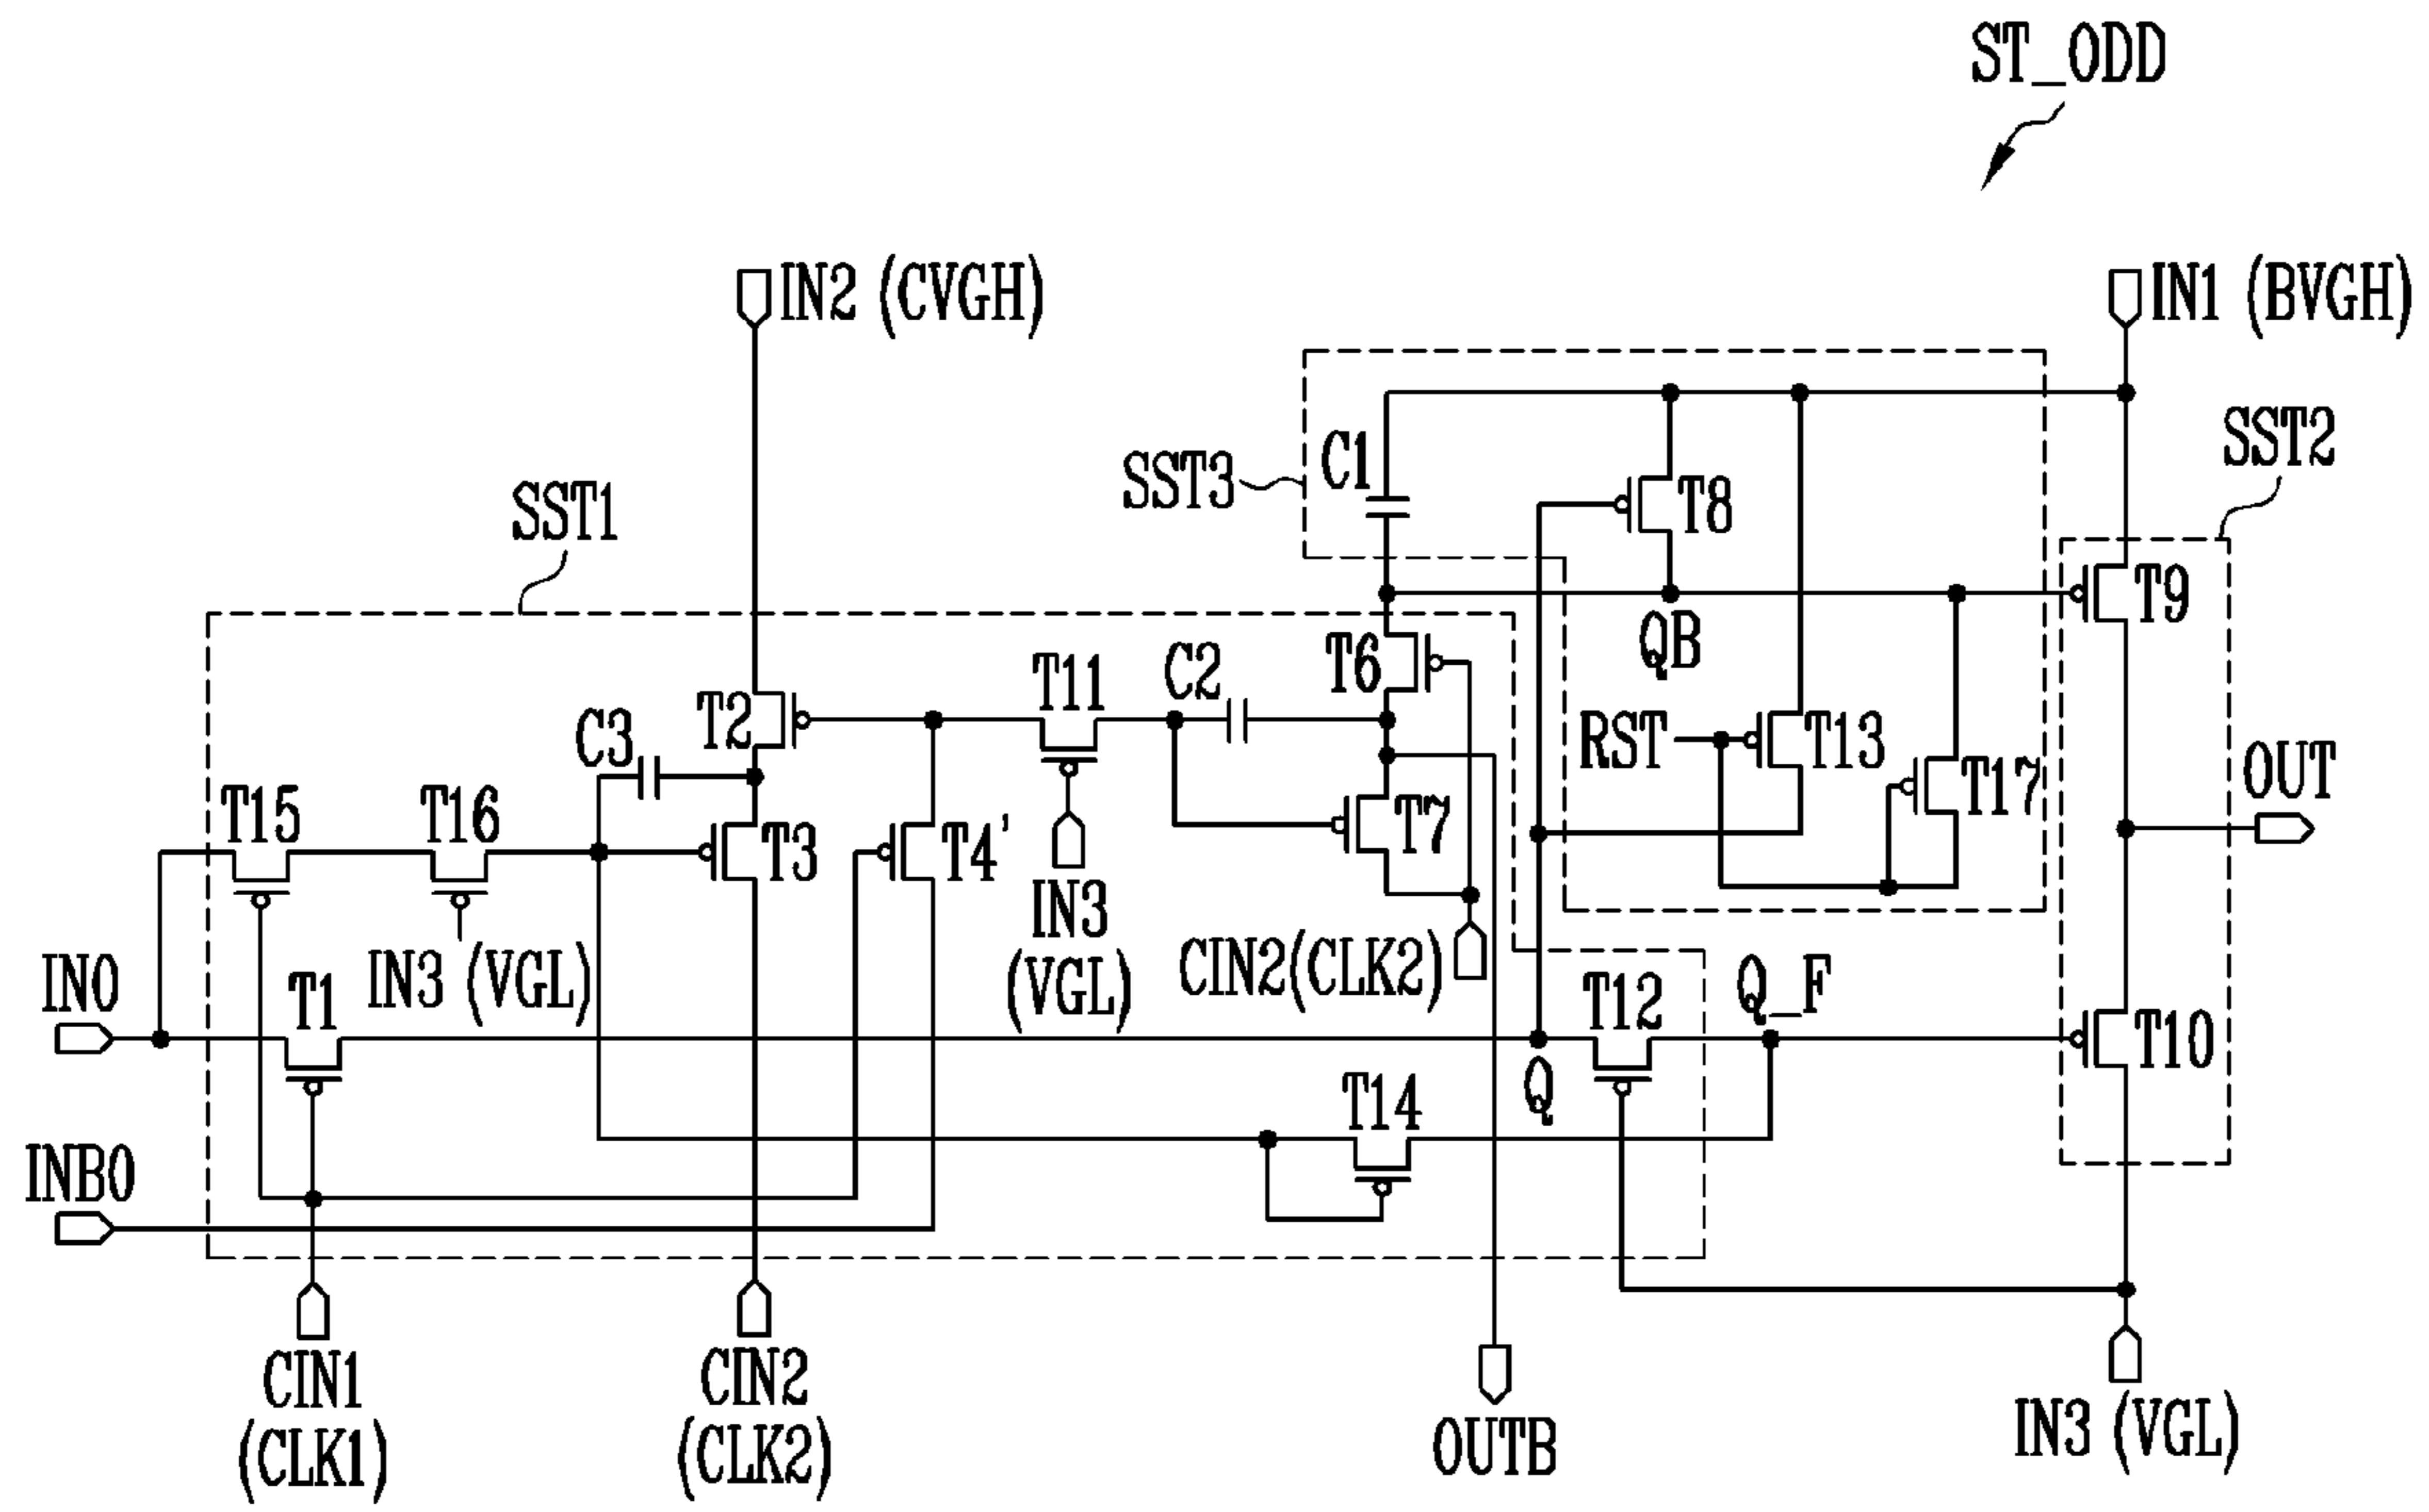 ST_ODD
IN2 (CVGH)
IN1 (BVGH)
SST2
SST3
C1
T8
SST1
T9
QB
T6
T11
C2
T2
C3
RST
T13
T17
OUT
T15
T16
T3
T4'
T7
IN3
(VGL)
CIN2(CLK2)
IN3 (VGL)
IN0
T1
T12
Q_F
T10
Q
T14
INB0
CIN1
(CLK1)
CIN2
(CLK2)
OUTB
IN3 (VGL)